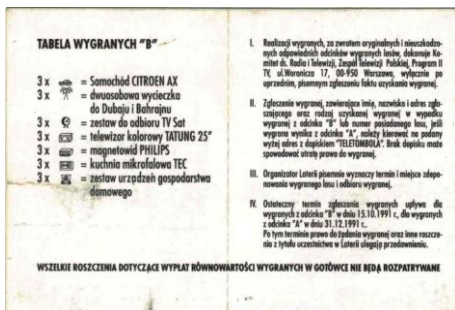 TABELA WYGRANYCH "B"
3 x = Samochód CITROEN AX
3 x = dwuosobowa wycieczka
do Dubaju i Bahrajnu
3 x = zestaw do odbioru TV Sat
3 x = telewizor kolorowy TATUNG 25"
3 x = magnetowid PHILIPS
3 x = kuchnia mikrofalowa TEC
3 x = zestaw urządzeń gospodarstwa
domowego
I. Realizacji wygranych, za zwrotem oryginalnych i nieuszkodzo-
nych odpowiednich odcinków wygranych losów, dokonuje Ko-
mitet ds. Radia i Telewizji, Zespół Telewizji Polskiej, Program II
TV, ul.Woronicza 17, 00-950 Warszawa, wyłącznie po
uprzednim, pisemnym zgłoszeniu faktu uzyskania wygranej.
II. Zgłoszenie wygranej, zawierające imię, nazwisko i adres zgła-
szającego oraz rodzaj uzyskanej wygranej w wypadku
wygranej z odcinka "B" lub numer posiadanego losu, jeśli
wygrana wynika z odcinka "A", należy kierować na podany
wyżej adres z dopiskiem "TELETOMBOLA". Brak dopisku może
spowodować utratę prawa do wygranej.
III. Organizator Loterii pisemnie wyznaczy termin i miejsce zdepo-
nowania wygranego losu i odbioru wygranej.
IV. Ostateczny termin zgłaszania wygranych upływa dla
wygranych z odcinka "B" w dniu 15.10.1991 r., dla wygranych
z odcinka "A" w dniu 31.12.1991 r.
Po tym terminie prawo do żądania wygranej oraz inne roszcze-
nia z tytułu uczestnictwa w Loterii ulegają przedawnieniu.
WSZELKIE ROSZCZENIA DOTYCZĄCE WYPŁAT RÓWNOWARTOŚCI WYGRANYCH W GOTÓWCE NIE BĘDĄ ROZPATRYWANE